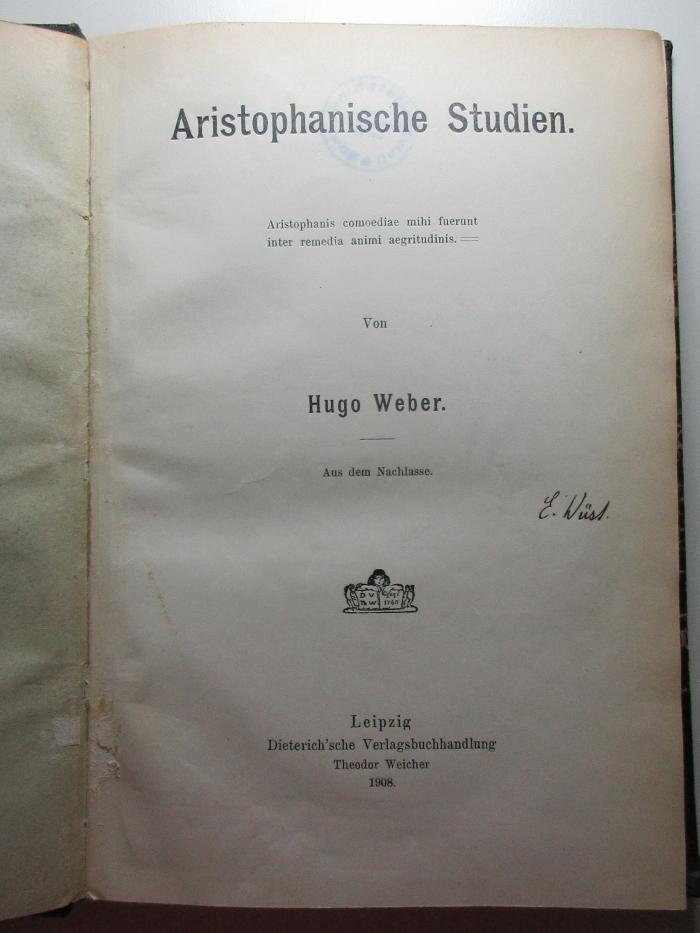 Aristophanische Studien.
Aristophanis comoediae mihi fuerunt
inter remedia animi aegritudinis.
Von
Hugo Weber.
Aus dem Nachlasse.
E. Wüst.
D V
1760
Leipzig
Dieterich'sche Verlagsbuchhandlung
Theodor Weicher
1908.